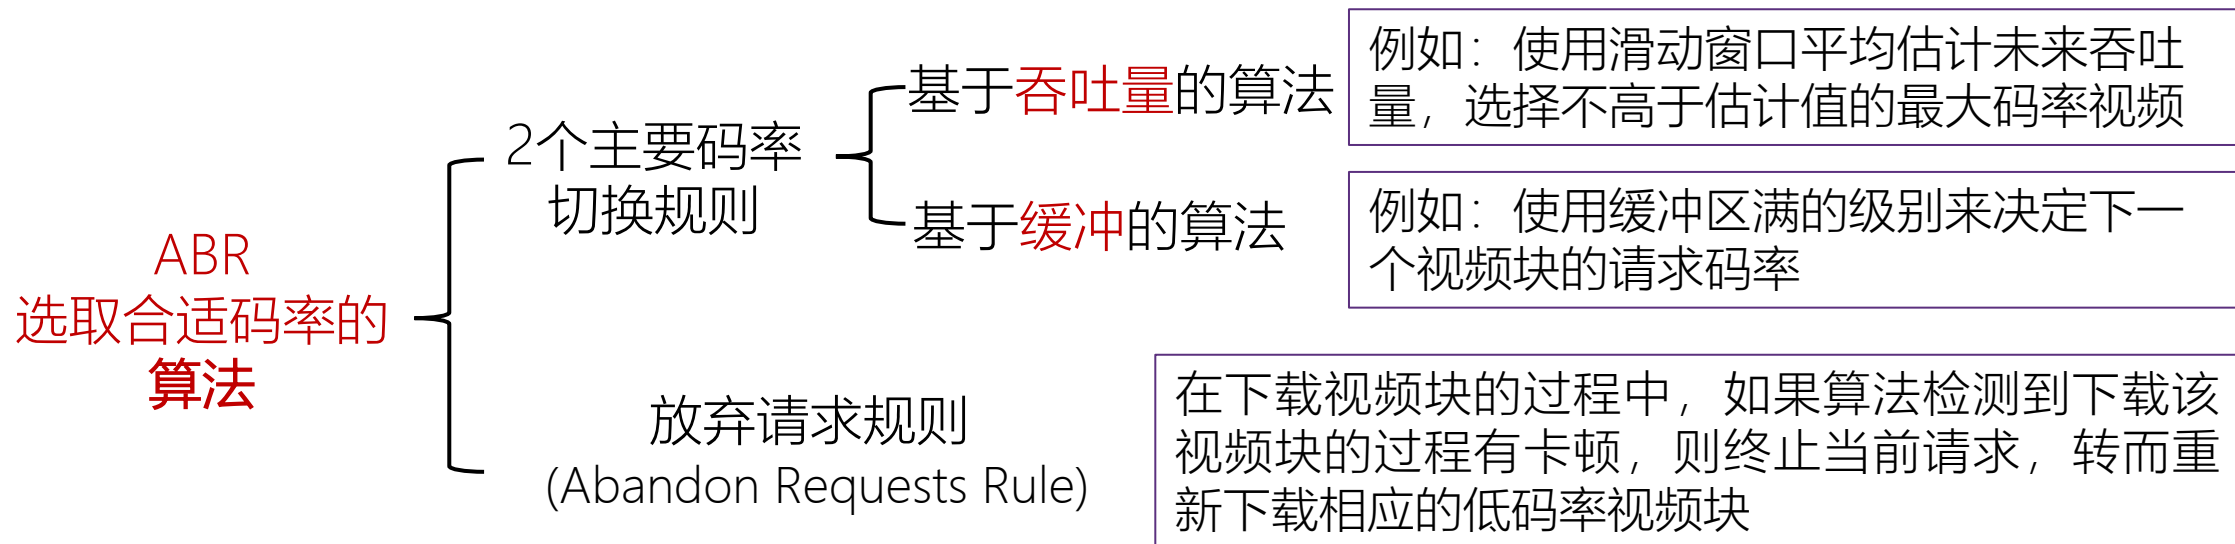 ABR
选取合适码率的
算法
2个主要码率
切换规则
基于吞吐量的算法
例如：使用滑动窗口平均估计未来吞吐
量，选择不高于估计值的最大码率视频
基于缓冲的算法
例如：使用缓冲区满的级别来决定下一
个视频块的请求码率
放弃请求规则
(Abandon Requests Rule)
在下载视频块的过程中，如果算法检测到下载该
视频块的过程有卡顿，则终止当前请求，转而重
新下载相应的低码率视频块